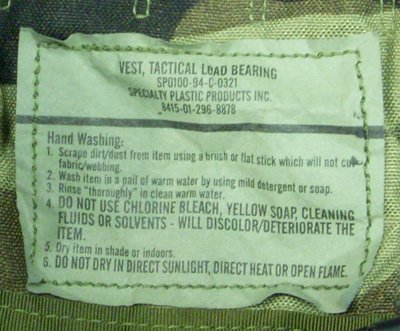 VEST, TACTICAL LOAD BEARING
SPO100-94-C-0321
SPECIALTY PLASTIC PRODUCTS INC.
8415-01-296-8878
Hand Washing:
1. Scrape dirt/dust from item using a brush or flat stick which will not cut
fabric/webbing.
2. Wash item in a pail of warm water by using mild detergent or soap.
3. Rinse "thoroughly" in clean warm water.
4. DO NOT USE CHLORINE BLEACH, YELLOW SOAP, CLEANING
FLUIDS OR SOLVENTS - WILL DISCOLOR/DETERIORATE THE
ITEM.
5. Dry item in shade or indoors.
6. DO NOT DRY IN DIRECT SUNLIGHT, DIRECT HEAT OR OPEN FLAME.